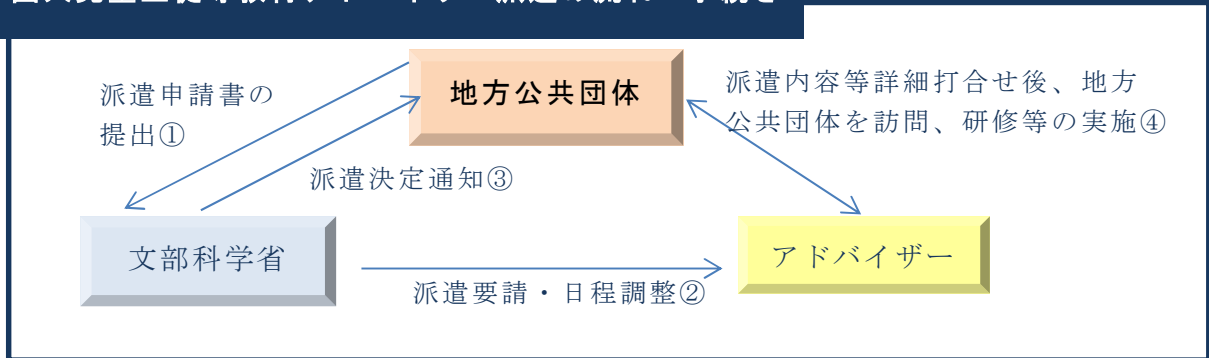 地方公共団体
派遣申請書の
提出①
派遣内容等詳細打合せ後、地方
公共団体を訪問、研修等の実施④
派遣決定通知③
文部科学省
アドバイザー
派遣要請・日程調整②